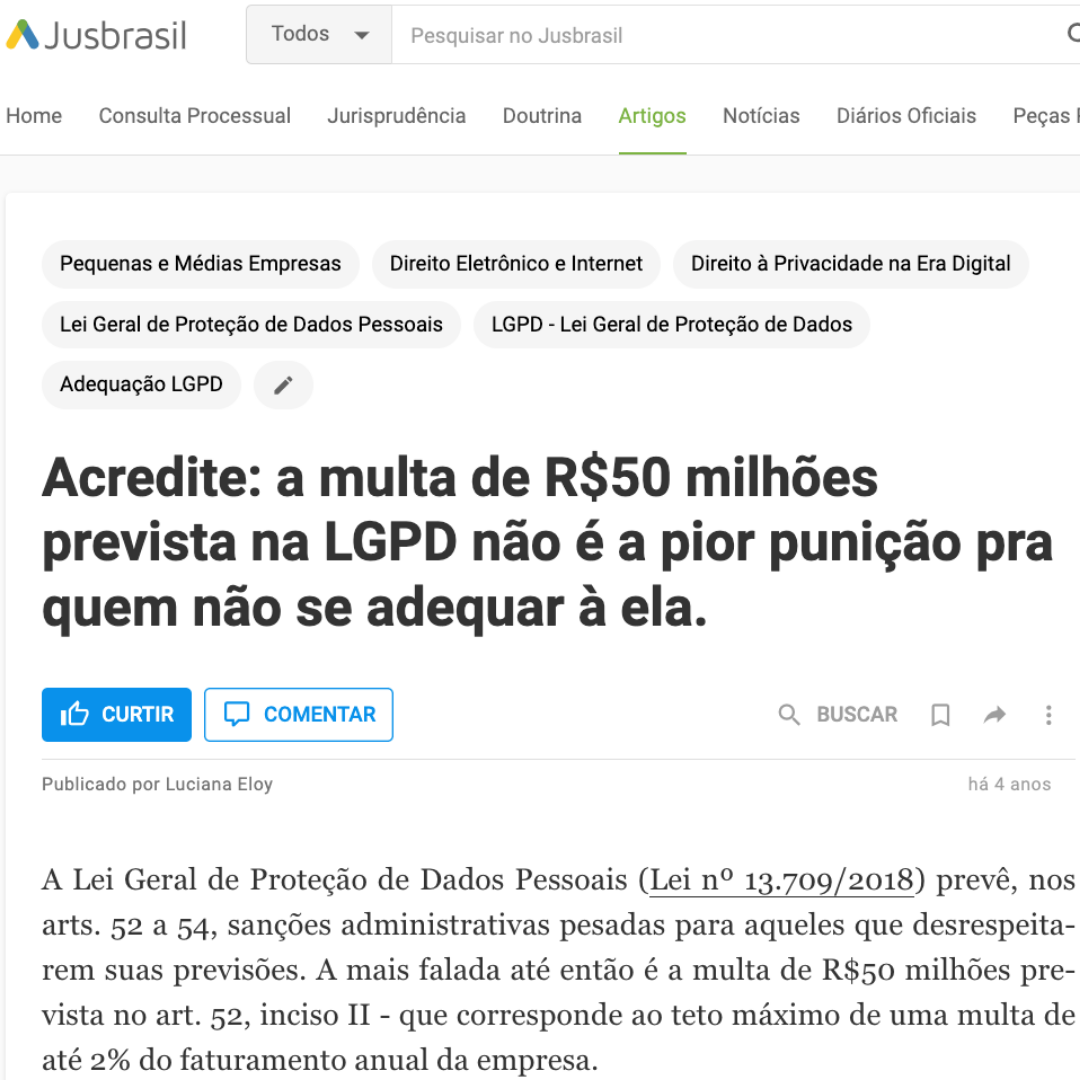 Jusbrasil
Todos
Pesquisar no Jusbrasil
Home Consulta Processual Jurisprudência Doutrina Artigos Notícias Diários Oficiais Peças
Pequenas e Médias Empresas Direito Eletrônico e Internet Direito à Privacidade na Era Digital
Lei Geral de Proteção de Dados Pessoais LGPD - Lei Geral de Proteção de Dados
Adequação LGPD
Acredite: a multa de R$50 milhões
prevista na LGPD não é a pior punição pra
quem não se adequar à ela.
CURTIR COMENTAR BUSCAR
Publicado por Luciana Eloy há 4 anos
A Lei Geral de Proteção de Dados Pessoais (Lei nº 13.709/2018) prevê, nos
arts. 52 a 54, sanções administrativas pesadas para aqueles que desrespeita-
rem suas previsões. A mais falada até então é a multa de R$50 milhões pre-
vista no art. 52, inciso II - que corresponde ao teto máximo de uma multa de
até 2% do faturamento anual da empresa.